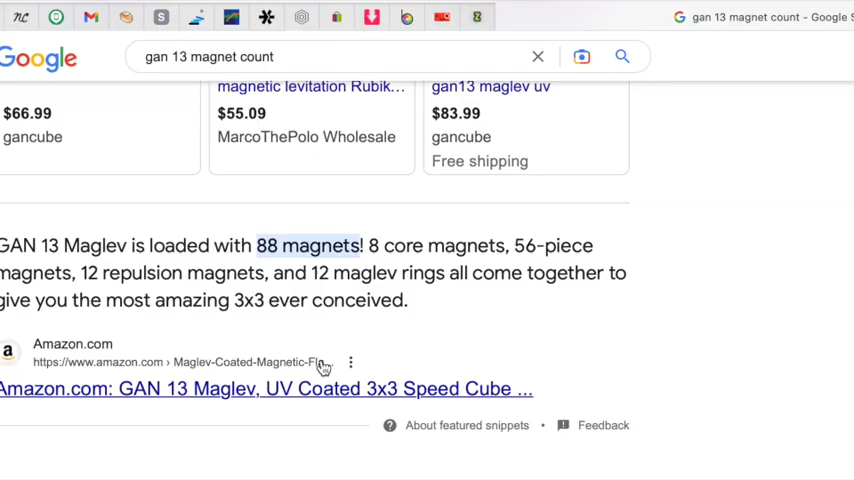 gan 13 magnet count - Google S
Google
gan 13 magnet count
magnetic levitation Rubik...
gan13 maglev uv
$66.99
$55.09
$83.99
gancube
MarcoThePolo Wholesale
gancube
Free shipping
GAN 13 Maglev is loaded with 88 magnets! 8 core magnets, 56-piece
magnets, 12 repulsion magnets, and 12 maglev rings all come together to
give you the most amazing 3x3 ever conceived.
a
Amazon.com
https://www.amazon.com › Maglev-Coated-Magnetic-Fl
Amazon.com: GAN 13 Maglev, UV Coated 3x3 Speed Cube ...
About featured snippets • Feedback